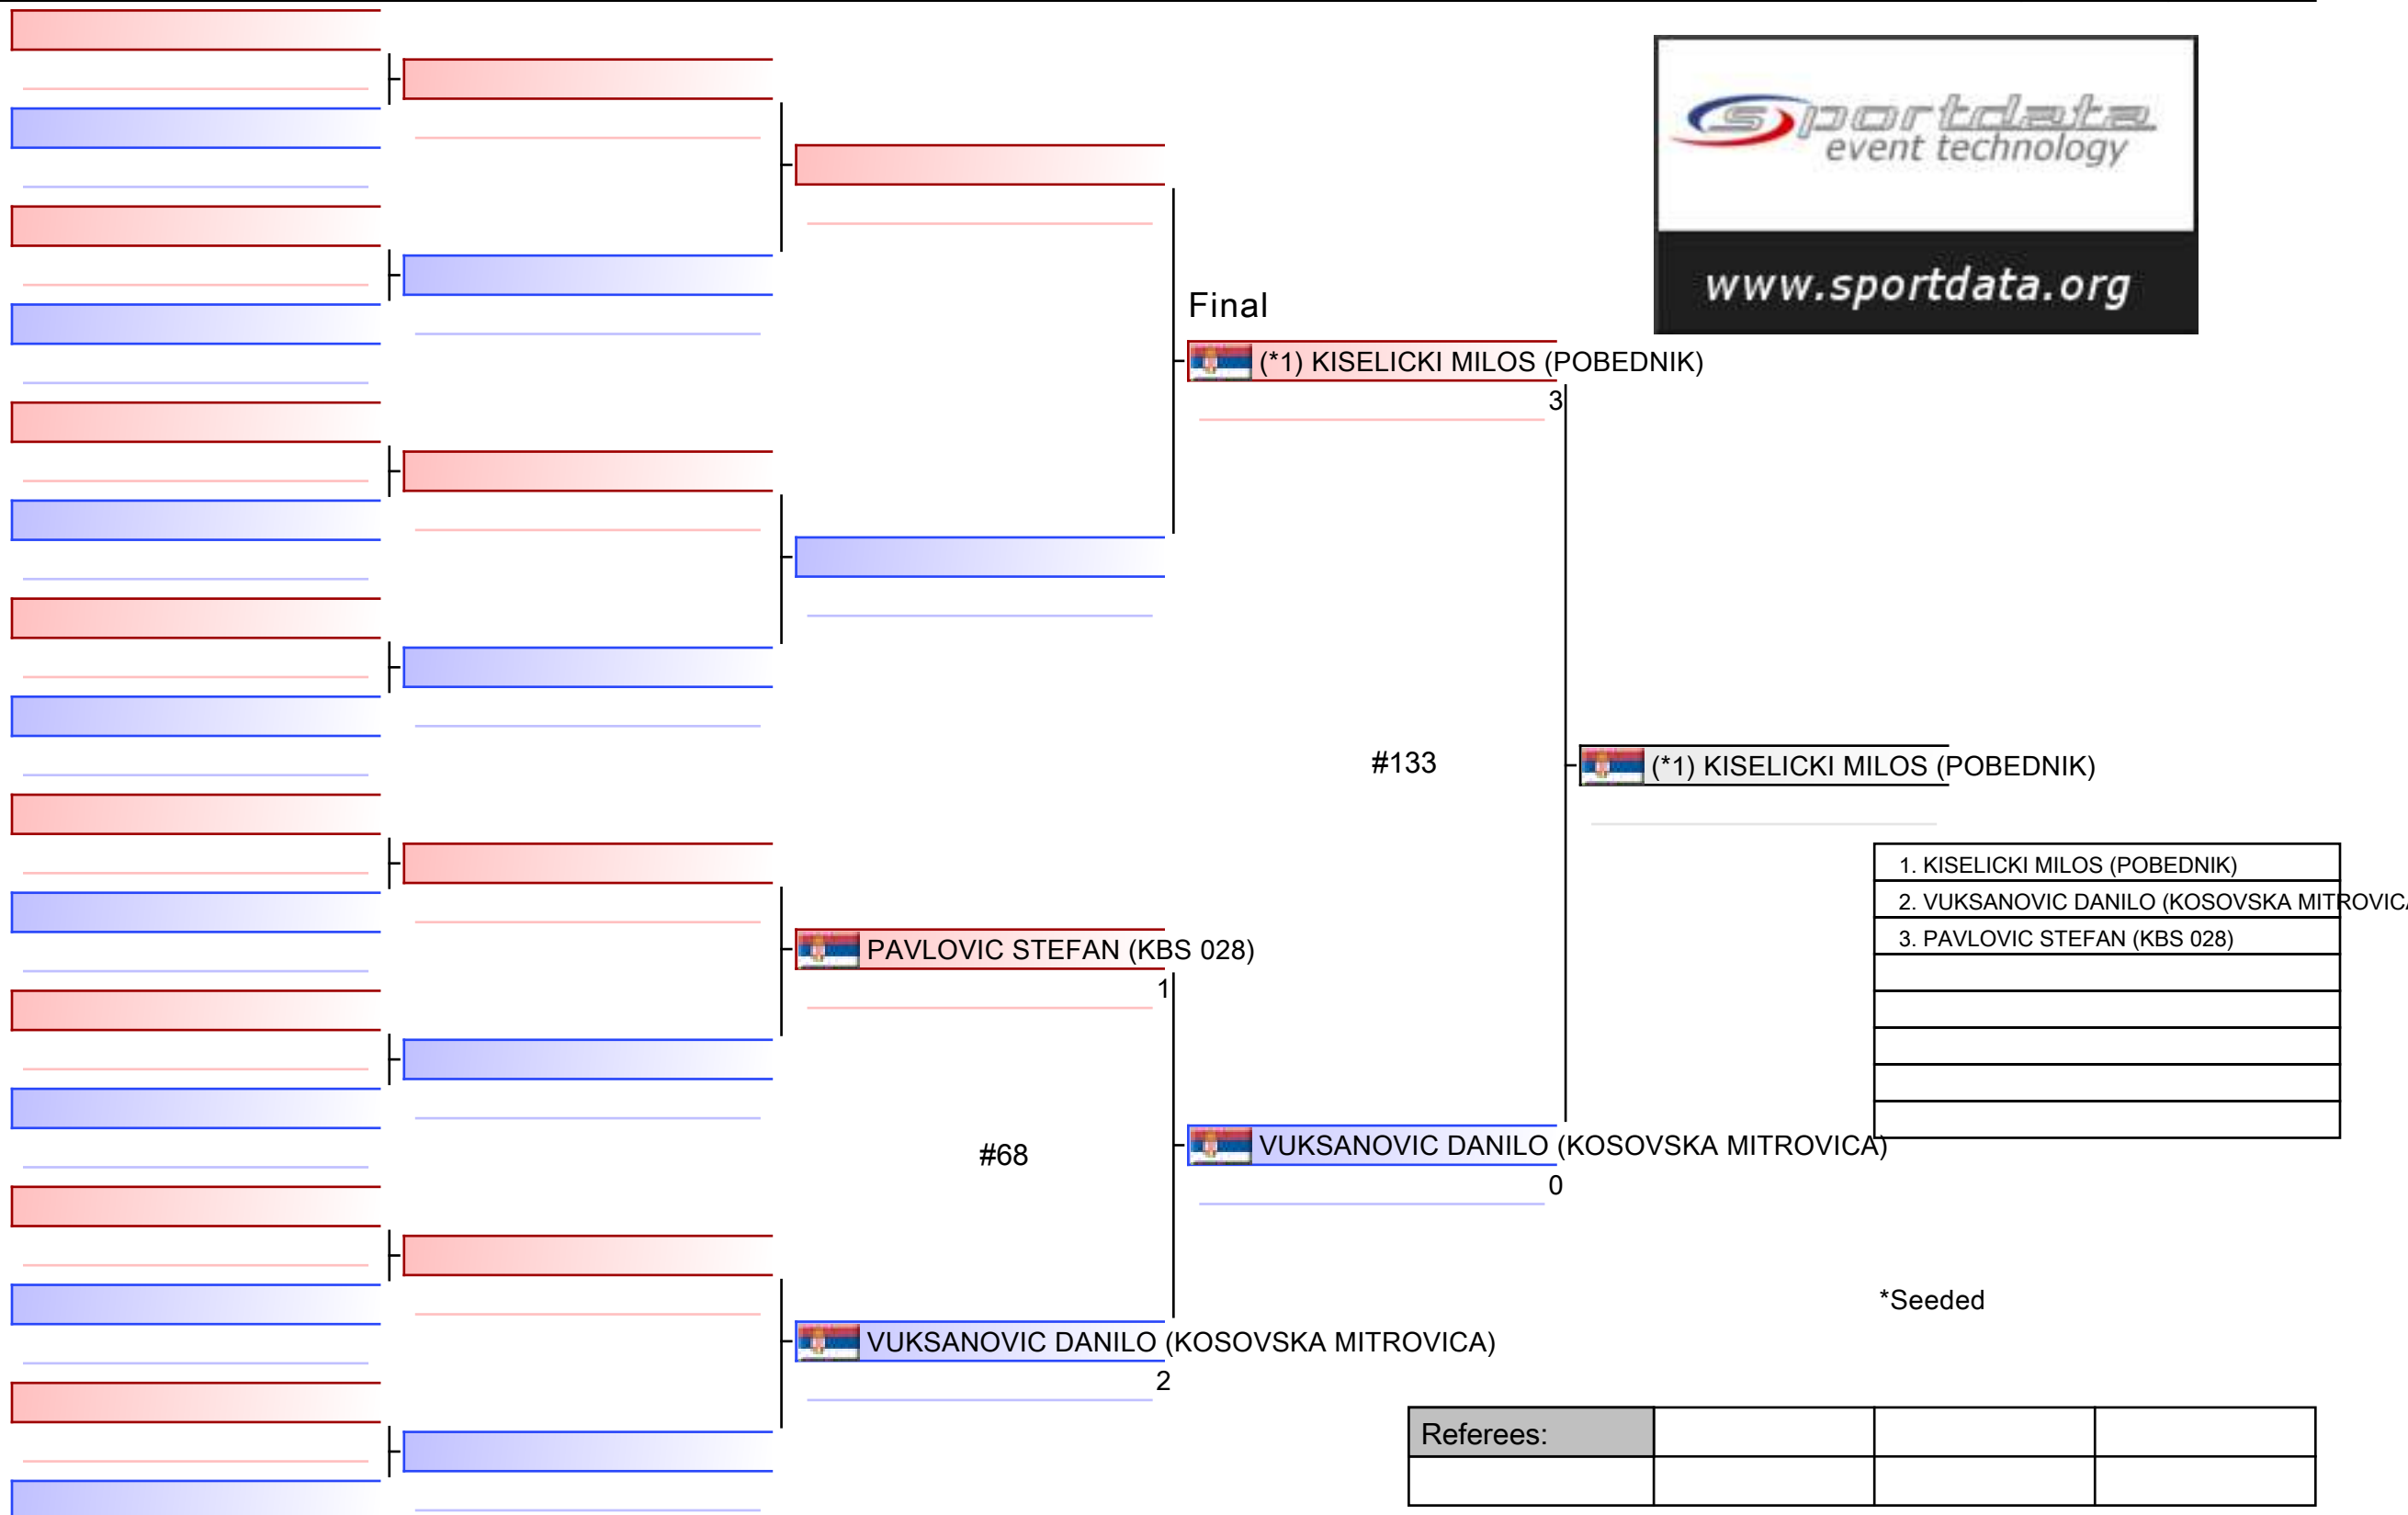 sportdata
event technology
www.sportdata.org
Final
(*1) KISELICKI MILOS (POBEDNIK)
3
#133
(*1) KISELICKI MILOS (POBEDNIK)
1. KISELICKI MILOS (POBEDNIK)
2. VUKSANOVIC DANILO (KOSOVSKA MITROVICA
3. PAVLOVIC STEFAN (KBS 028)
PAVLOVIC STEFAN (KBS 028)
1
#68
VUKSANOVIC DANILO (KOSOVSKA MITROVICA)
0
*Seeded
VUKSANOVIC DANILO (KOSOVSKA MITROVICA)
2
Referees: